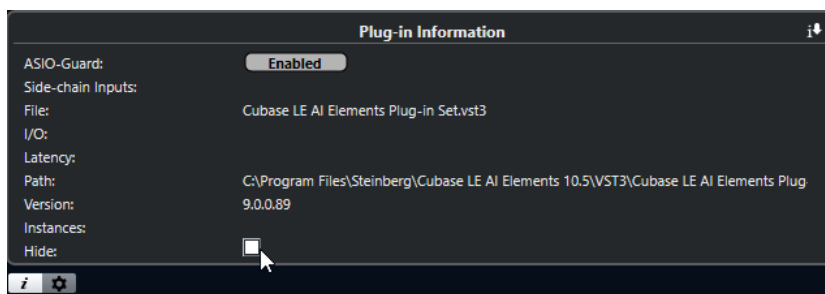 Plug-in Information
ASIO-Guard: Enabled
Side-chain Inputs:
File: Cubase LE AI Elements Plug-in Set.vst3
I/O:
Latency:
Path: C:\Program Files\Steinberg\Cubase LE AI Elements 10.5\VST3\Cubase LE AI Elements Plug-
Version: 9.0.0.89
Instances:
Hide:
i